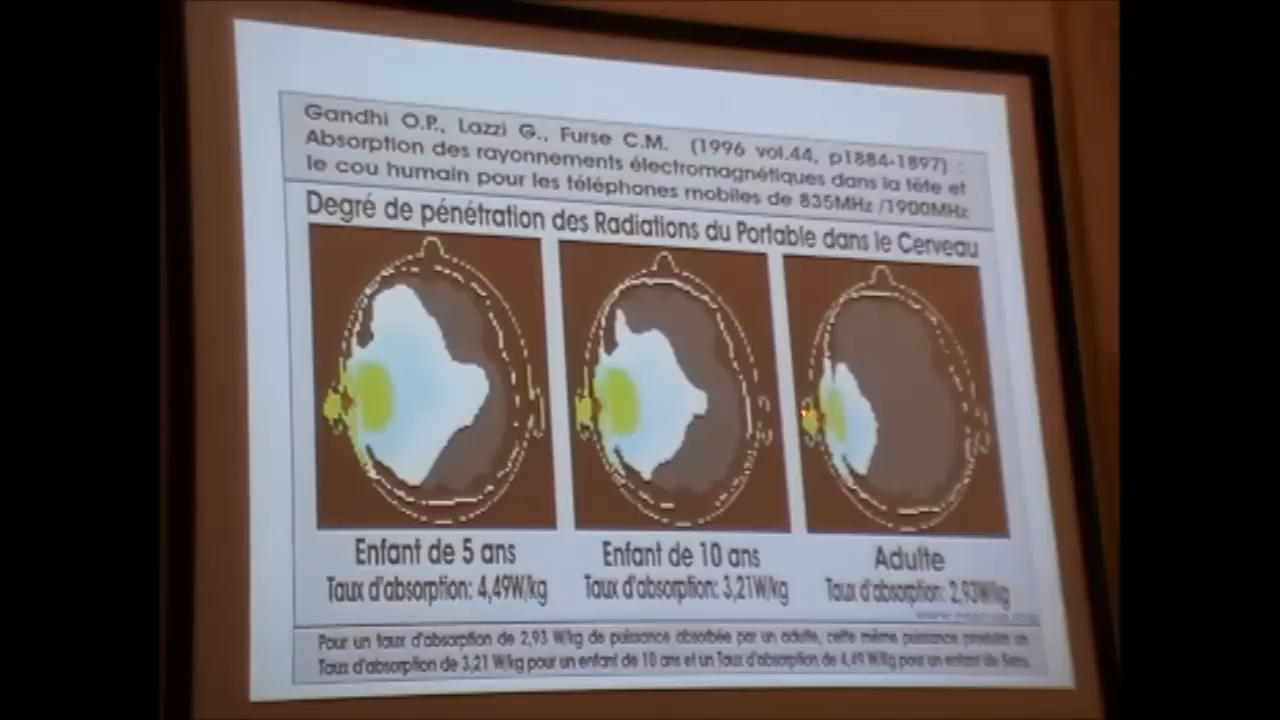 Gandhi O.P., Lazzi G., Furse C.M. (1996 vol.44, p1884-1897) :
Absorption des rayonnements électromagnétiques dans la tête et
le cou humain pour les téléphones mobiles de 835MHz /1900MHz
Degré de pénétration des Radiations du Portable dans le Cerveau
Enfant de 5 ans Enfant de 10 ans Adulte
Taux d'absorption: 4,49W/kg Taux d'absorption: 3,21W/kg Taux d'absorption: 2,93W/kg
Pour un taux d'absorption de 2,93 W/kg de puissance absorbée par un adulte, cette même puissance produite un
Taux d'absorption de 3,21 W/kg pour un enfant de 10 ans et un Taux d'absorption de 4,49 W/Kg pour un enfant de 5ans.